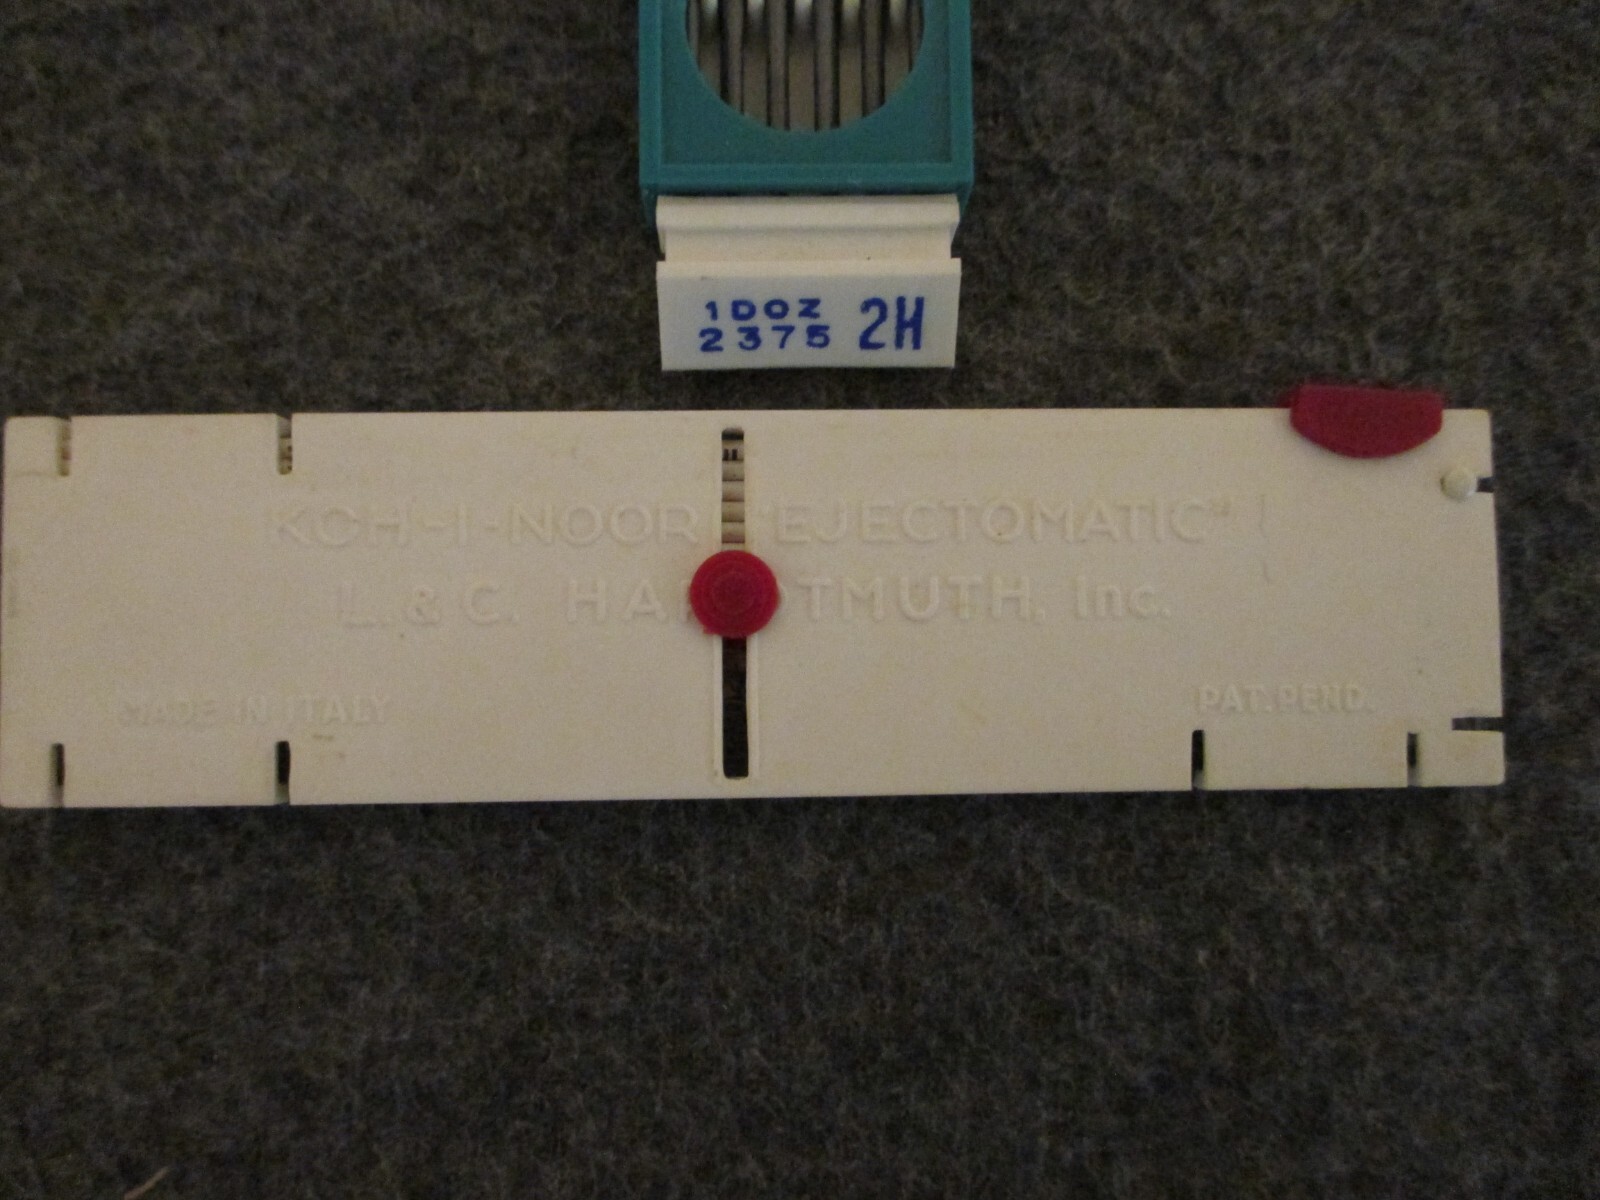 1 DOZ
2375 2H
KOH-I-NOOR "EJECTOMATIC"
L. & C. HARDTMUTH, Inc.
MADE IN ITALY
PAT. PEND.